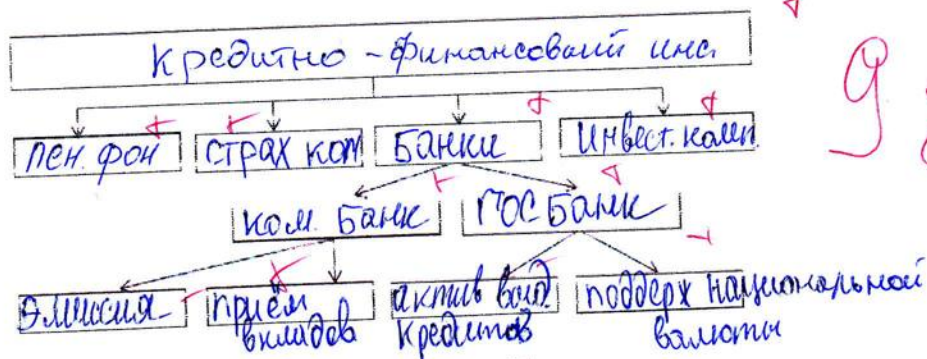 Кредитно-финансовый инс.
9
пен. фон
страх ком
Банки
инвест. комп.
ком. Банк
ГОС Банк
Эмиссия
приём
вкладов
актив выд.
кредитов
поддерж национальной
валюты